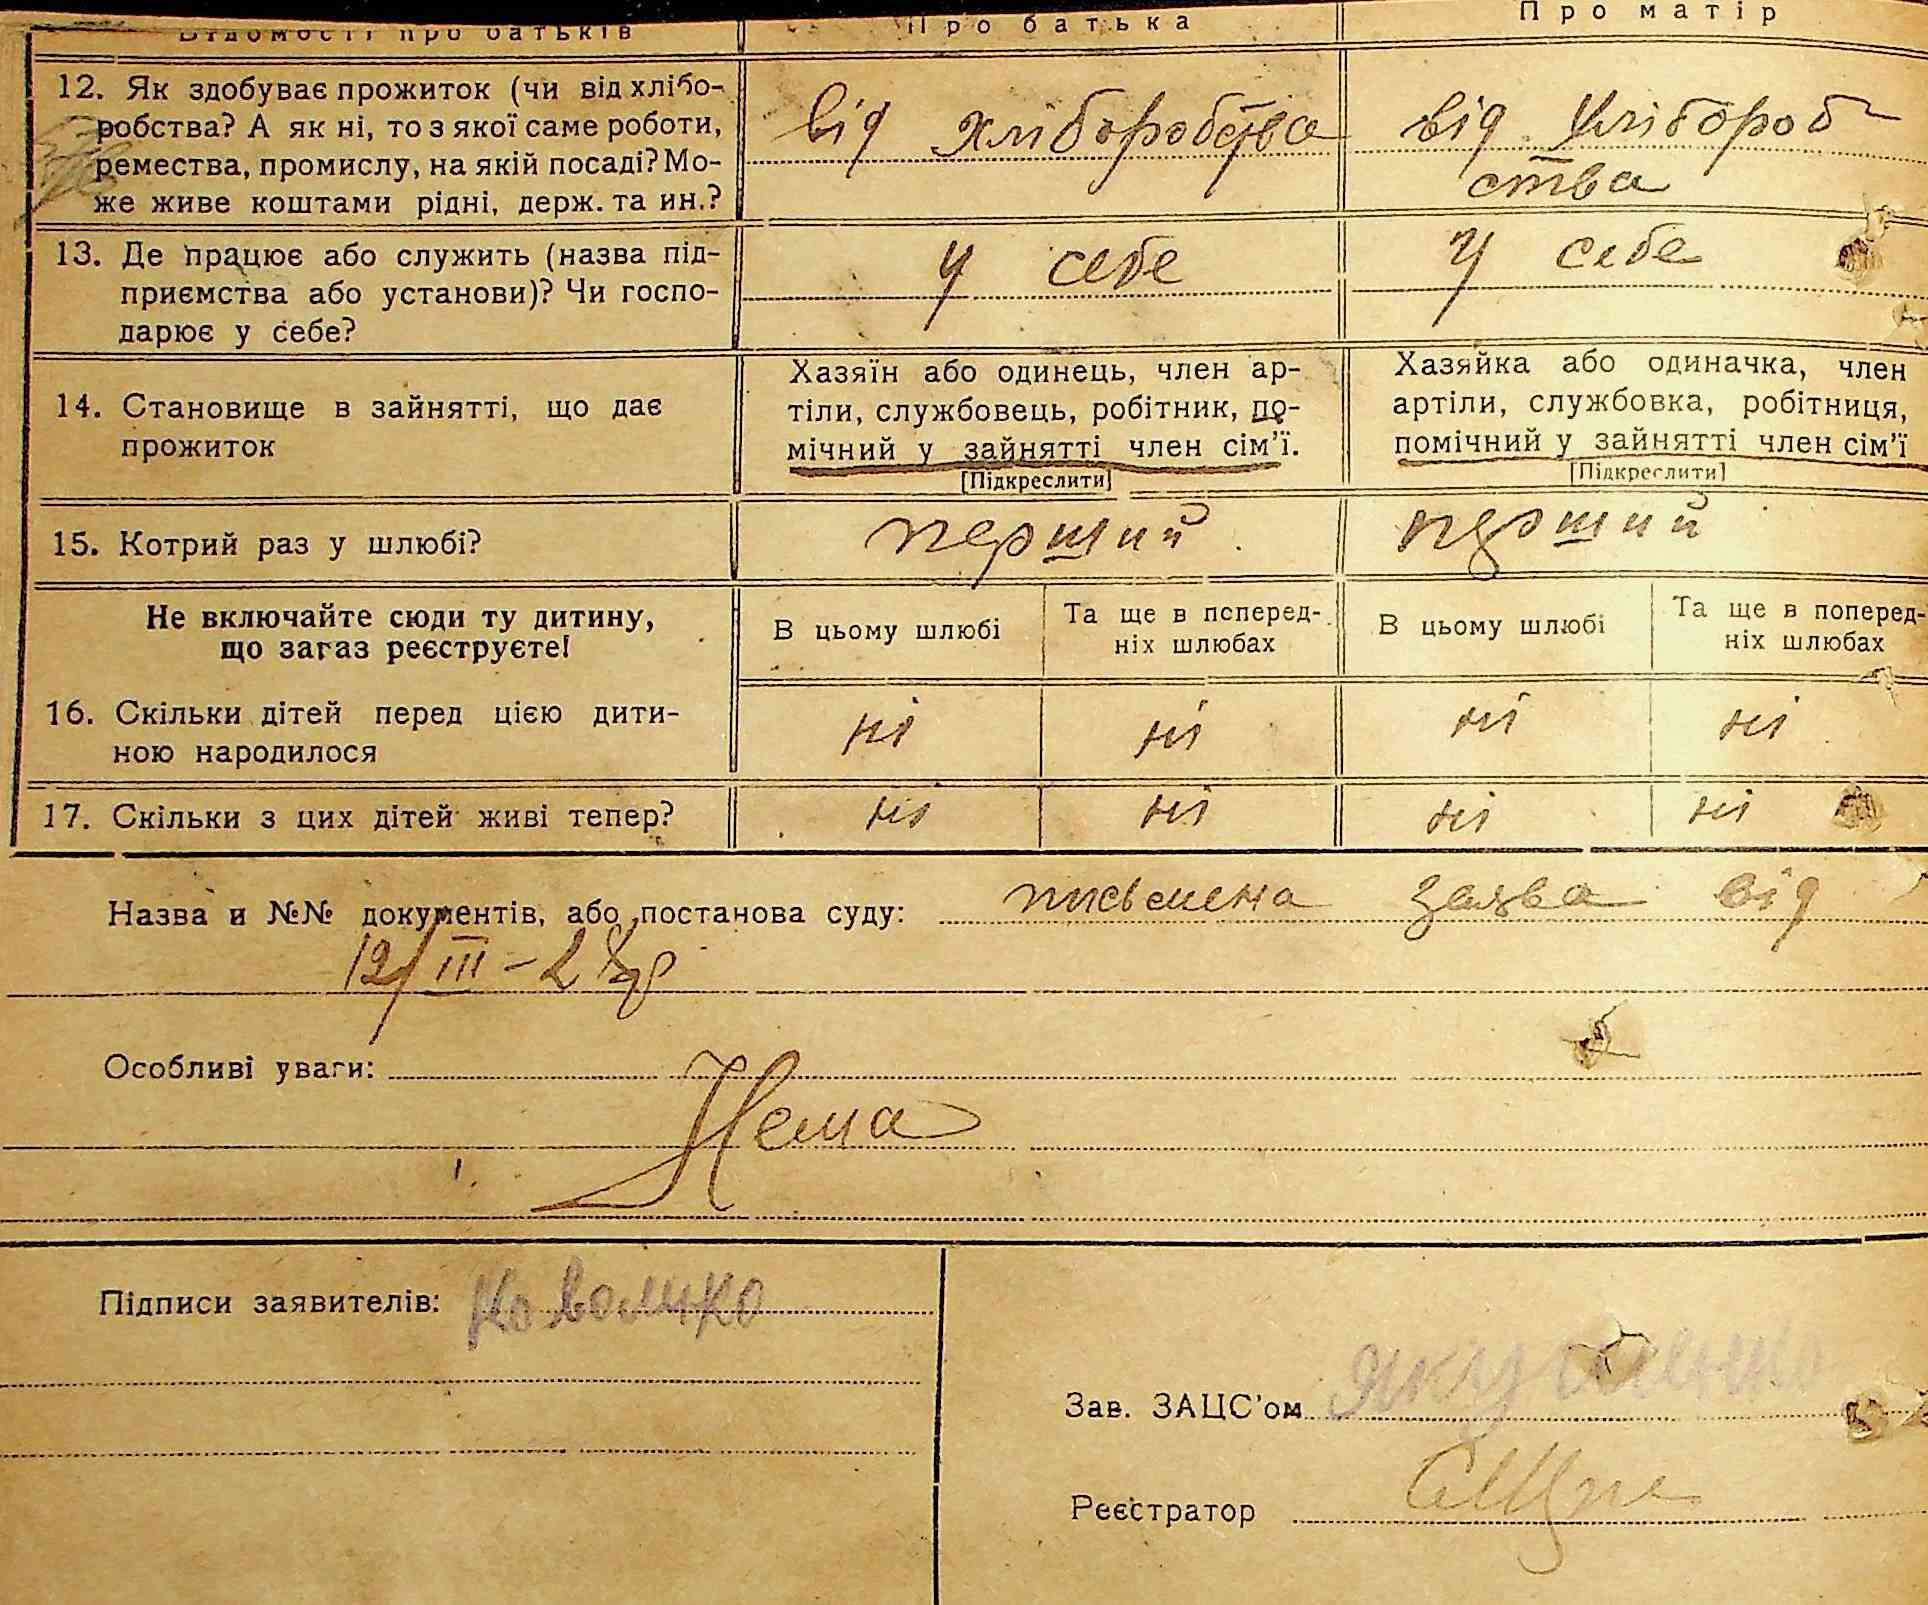 Відомості про батьків Про батька Про матір
12. Як здобуває прожиток (чи від хлібо-
робства? А як ні, то з якої саме роботи,
ремества, промислу, на якій посаді? Мо-
же живе коштами рідні, держ. та ин.?
від хліборобства
від хлібороб
ства
13. Де працює або служить (назва під-
приємства або установи)? Чи госпо-
дарює у себе?
у себе
у себе
14. Становище в зайнятті, що дає
прожиток
Хазяїн або одинець, член ар-
тіли, службовець, робітник, по-
мічний у зайнятті член сім'ї.
[Підкреслити]
Хазяйка або одиначка, член
артіли, службовка, робітниця,
помічний у зайнятті член сім'ї
[Підкреслити]
15. Котрий раз у шлюбі?
перший
перший
Не включайте сюди ту дитину,
що загаз реєструєте!
В цьому шлюбі
Та ще в поперед-
ніх шлюбах
В цьому шлюбі
Та ще в поперед-
ніх шлюбах
16. Скільки дітей перед цією дити-
ною народилося
ні ні ні ні
17. Скільки з цих дітей живі тепер?
ні ні ні ні
Назва и №№ документів, або постанова суду: письмена заява від
12/III – 28 р
Особливі уваги:
Нема
Підписи заявителів: Коваленко
Зав. ЗАЦС'ом
Реєстратор